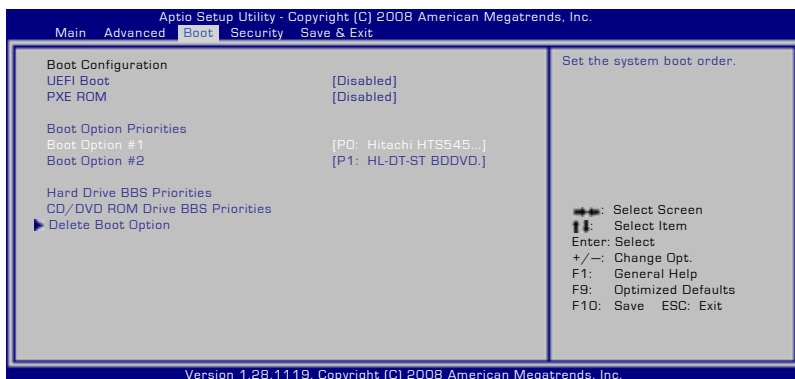 Aptio Setup Utility - Copyright (C) 2008 American Megatrends, Inc.
Main Advanced Boot Security Save & Exit
Boot Configuration
UEFI Boot [Disabled]
PXE ROM [Disabled]
Boot Option Priorities
Boot Option #1 [P0: Hitachi HTS545...]
Boot Option #2 [P1: HL-DT-ST BDDVD.]
Hard Drive BBS Priorities
CD/DVD ROM Drive BBS Priorities
Delete Boot Option
Set the system boot order.
: Select Screen
: Select Item
Enter: Select
+/—: Change Opt.
F1: General Help
F9: Optimized Defaults
F10: Save ESC: Exit
Version 1.28.1119. Copyright (C) 2008 American Megatrends, Inc.